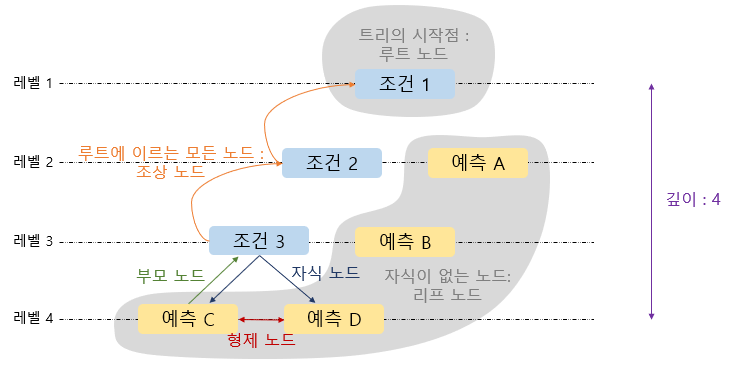 트리의 시작점 :
루트 노드
레벨 1
조건 1
루트에 이르는 모든 노드 :
조상 노드
레벨 2
조건 2
예측 A
깊이 : 4
레벨 3
조건 3
예측 B
부모 노드
자식 노드
자식이 없는 노드:
리프 노드
레벨 4
예측 C
예측 D
형제 노드